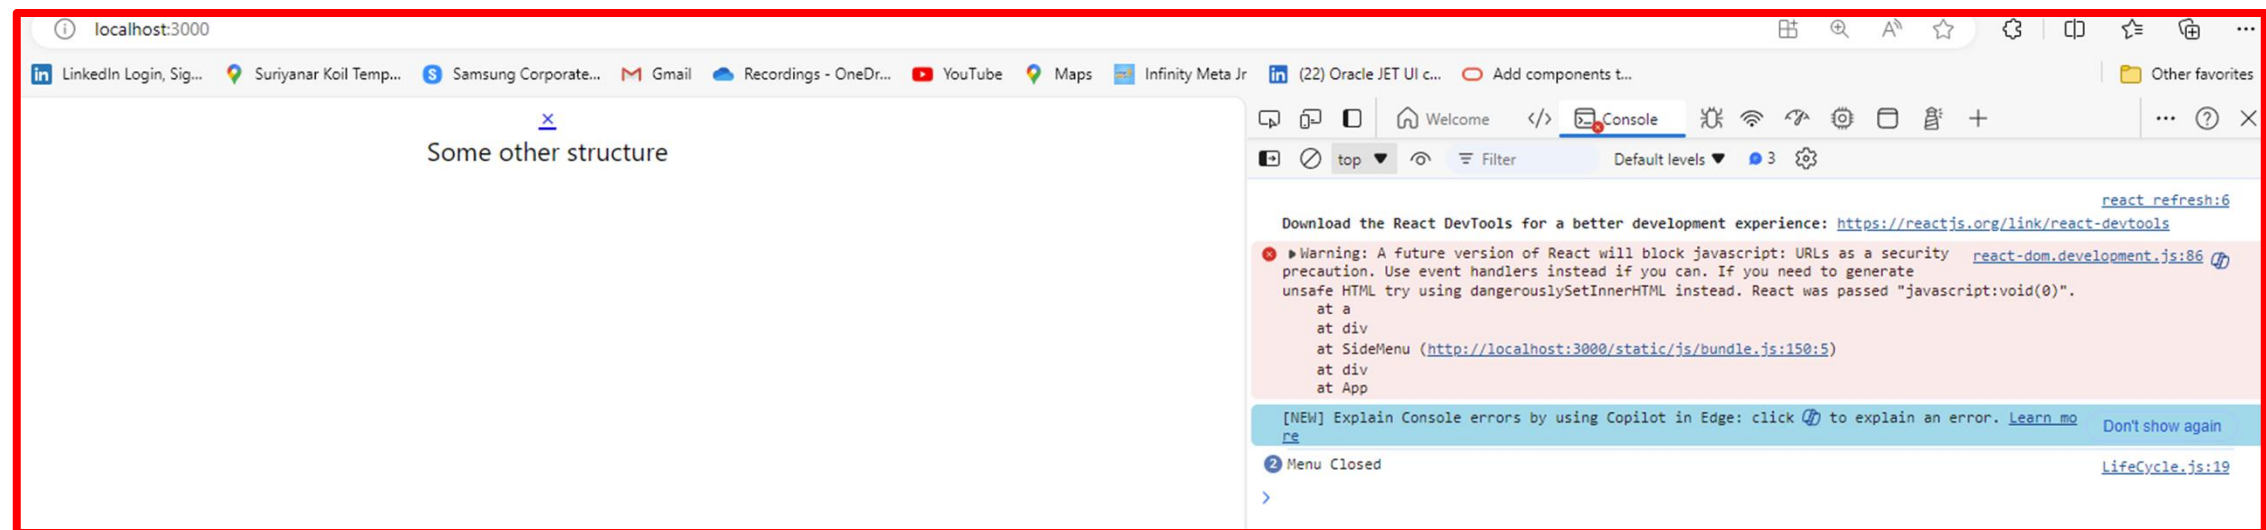 localhost:3000
LinkedIn Login, Sig... Suriyanar Koil Temp... Samsung Corporate... Gmail Recordings - OneDr... YouTube Maps Infinity Meta Jr (22) Oracle JET UI c... Add components t... Other favorites
×
Some other structure
Welcome Console
top Filter Default levels 3
react refresh:6
Download the React DevTools for a better development experience: https://reactjs.org/link/react-devtools
Warning: A future version of React will block javascript: URLs as a security react-dom.development.js:86
precaution. Use event handlers instead if you can. If you need to generate
unsafe HTML try using dangerouslySetInnerHTML instead. React was passed "javascript:void(0)".
at a
at div
at SideMenu (http://localhost:3000/static/js/bundle.js:150:5)
at div
at App
[NEW] Explain Console errors by using Copilot in Edge: click to explain an error. Learn mo
re
Don't show again
2 Menu Closed LifeCycle.js:19